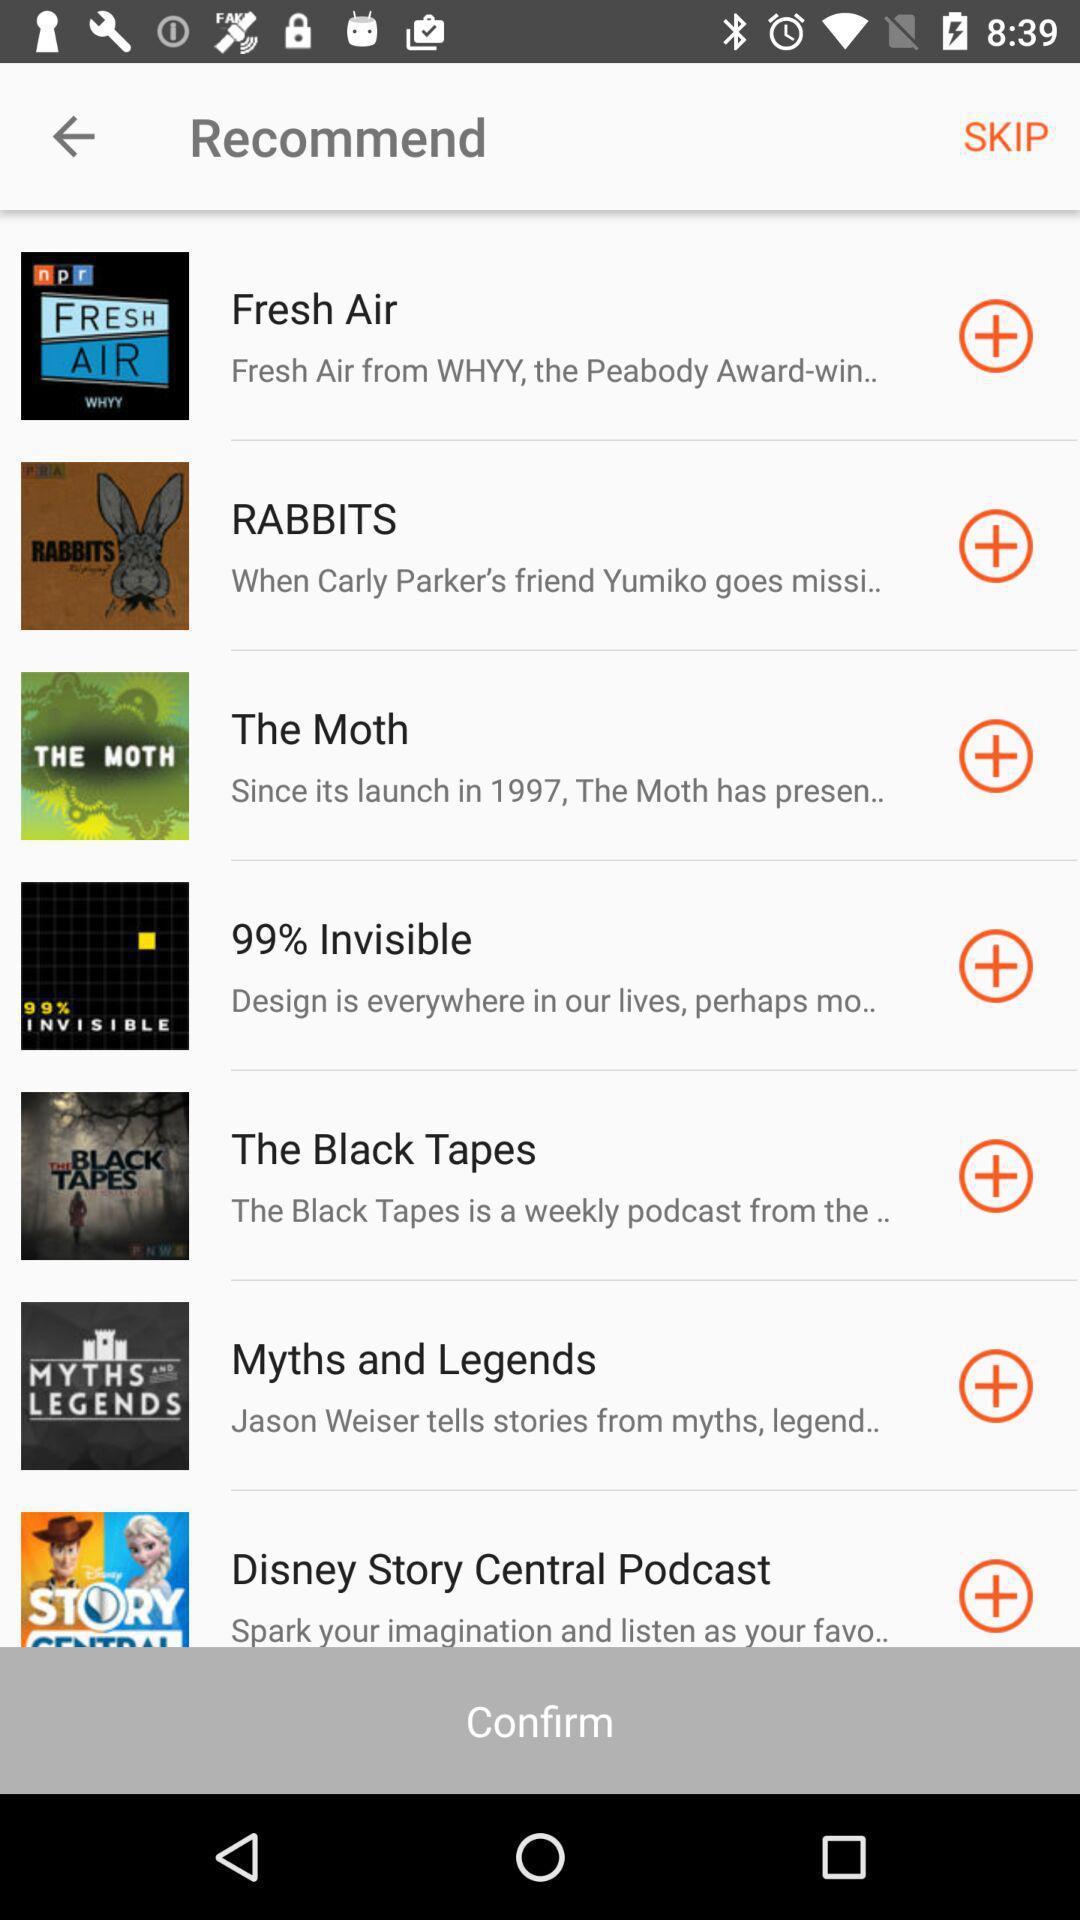 FAKE
8:39
Recommend
SKIP
npr
FRESH
AIR
WHYY
Fresh Air
Fresh Air from WHYY, the Peabody Award-win..
PRA
RABBITS
RABBITS
When Carly Parker’s friend Yumiko goes missi..
THE MOTH
The Moth
Since its launch in 1997, The Moth has presen..
99%
INVISIBLE
99% Invisible
Design is everywhere in our lives, perhaps mo..
THE BLACK
TAPES
PNWS
The Black Tapes
The Black Tapes is a weekly podcast from the ..
MYTHS AND
LEGENDS
Myths and Legends
Jason Weiser tells stories from myths, legend..
Disney
STORY
CENTRAL
Disney Story Central Podcast
Spark your imagination and listen as your favo..
Confirm